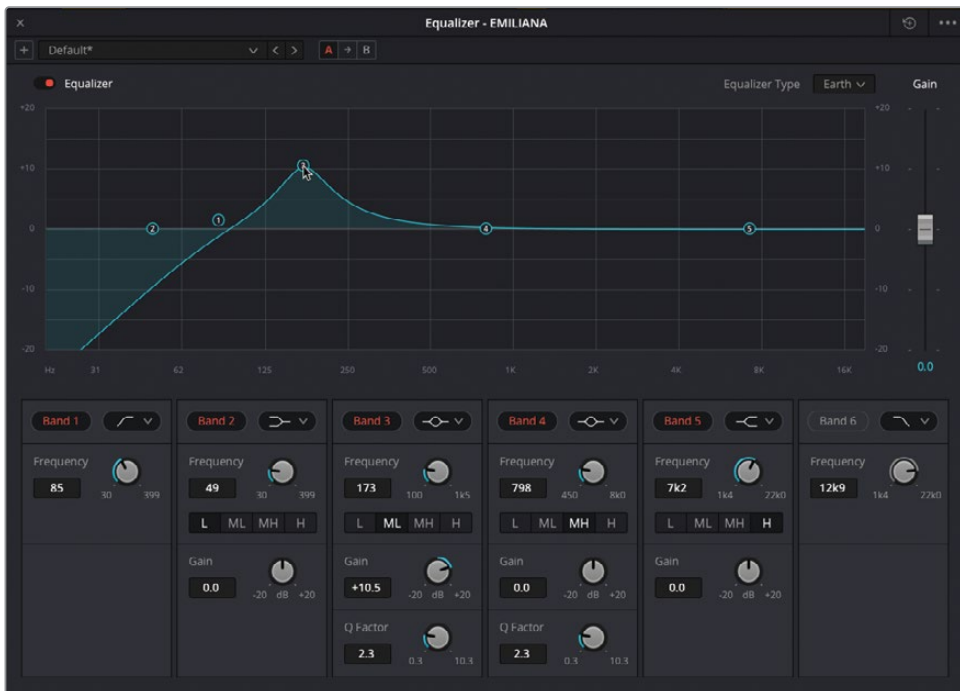 × Equalizer - EMILIANA •••
+ Default* < > A B
Equalizer Equalizer Type Earth Gain
+20 +20
+10 3 +10
2 1 4 5
0 0
-10 -10
-20 -20
Hz 31 62 125 250 500 1K 2K 4K 8K 16K 0.0
Band 1 Band 2 Band 3 Band 4 Band 5 Band 6
Frequency Frequency Frequency Frequency Frequency Frequency
85 30 399 49 30 399 173 100 1k5 798 450 8k0 7k2 1k4 22k0 12k9 1k4 22k0
L ML MH H L ML MH H L ML MH H L ML MH H
Gain Gain Gain Gain
0.0 -20 dB +20 +10.5 -20 dB +20 0.0 -20 dB +20 0.0 -20 dB +20
Q Factor Q Factor
2.3 0.3 10.3 2.3 0.3 10.3